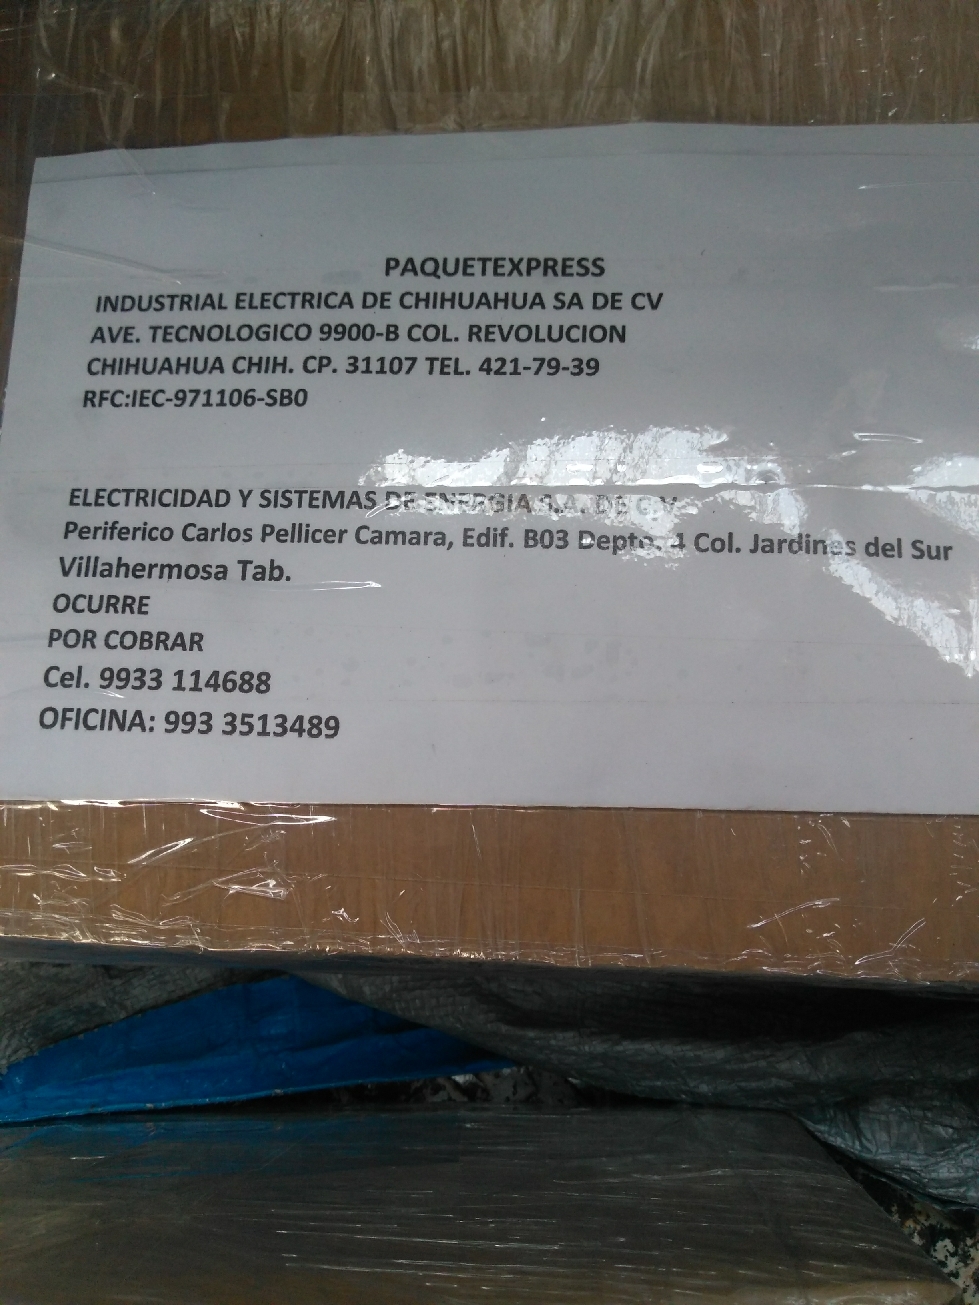 PAQUETEXPRESS
INDUSTRIAL ELECTRICA DE CHIHUAHUA SA DE CV
AVE. TECNOLOGICO 9900-B COL. REVOLUCION
CHIHUAHUA CHIH. CP. 31107 TEL. 421-79-39
RFC:IEC-971106-SB0
ELECTRICIDAD Y SISTEMAS DE ENERGIA S.A. DE C.V.
Periferico Carlos Pellicer Camara, Edif. B03 Depto. 4 Col. Jardines del Sur
Villahermosa Tab.
OCURRE
POR COBRAR
Cel. 9933 114688
OFICINA: 993 3513489